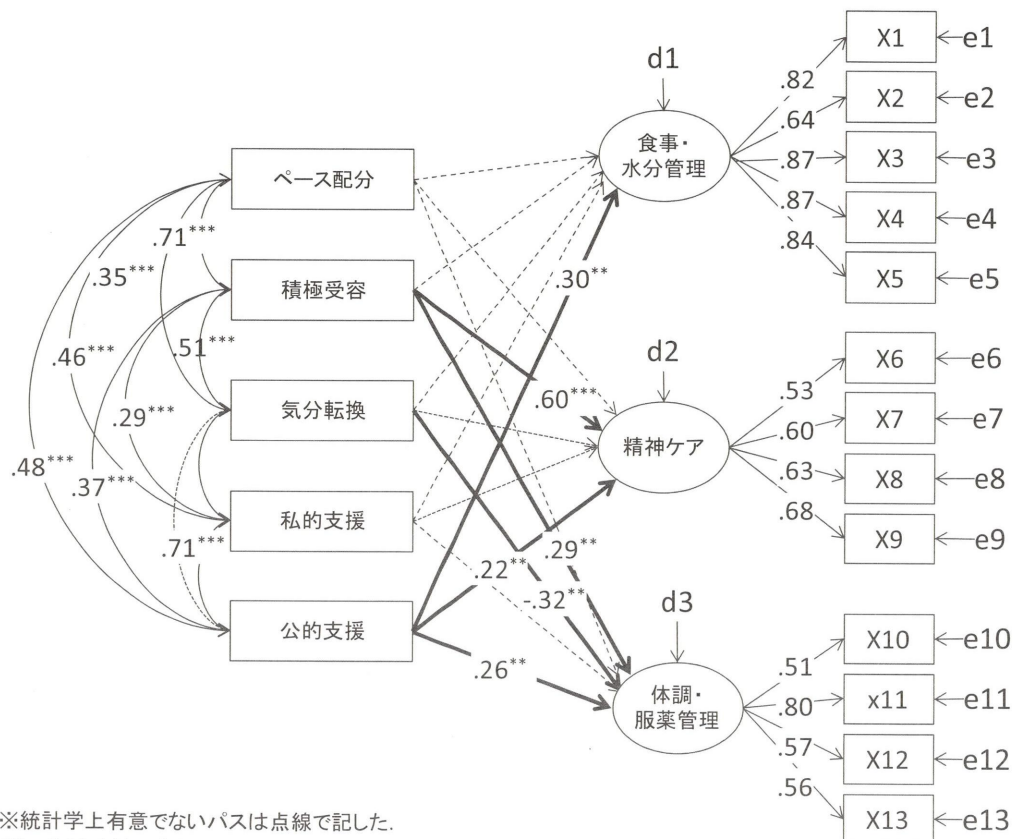 d1
食事・
水分管理
.82
.64
.87
.87
.84
X1
e1
X2
e2
X3
e3
X4
e4
X5
e5
ペース配分
積極受容
気分転換
私的支援
公的支援
.71***
.35***
.51***
.46***
.29***
.48***
.37***
.71***
.30**
.60***
.29**
.22**
-.32**
.26**
d2
精神ケア
.53
.60
.63
.68
X6
e6
X7
e7
X8
e8
X9
e9
d3
体調・
服薬管理
.51
.80
.57
.56
X10
e10
x11
e11
X12
e12
X13
e13
※統計学上有意でないパスは点線で記した.